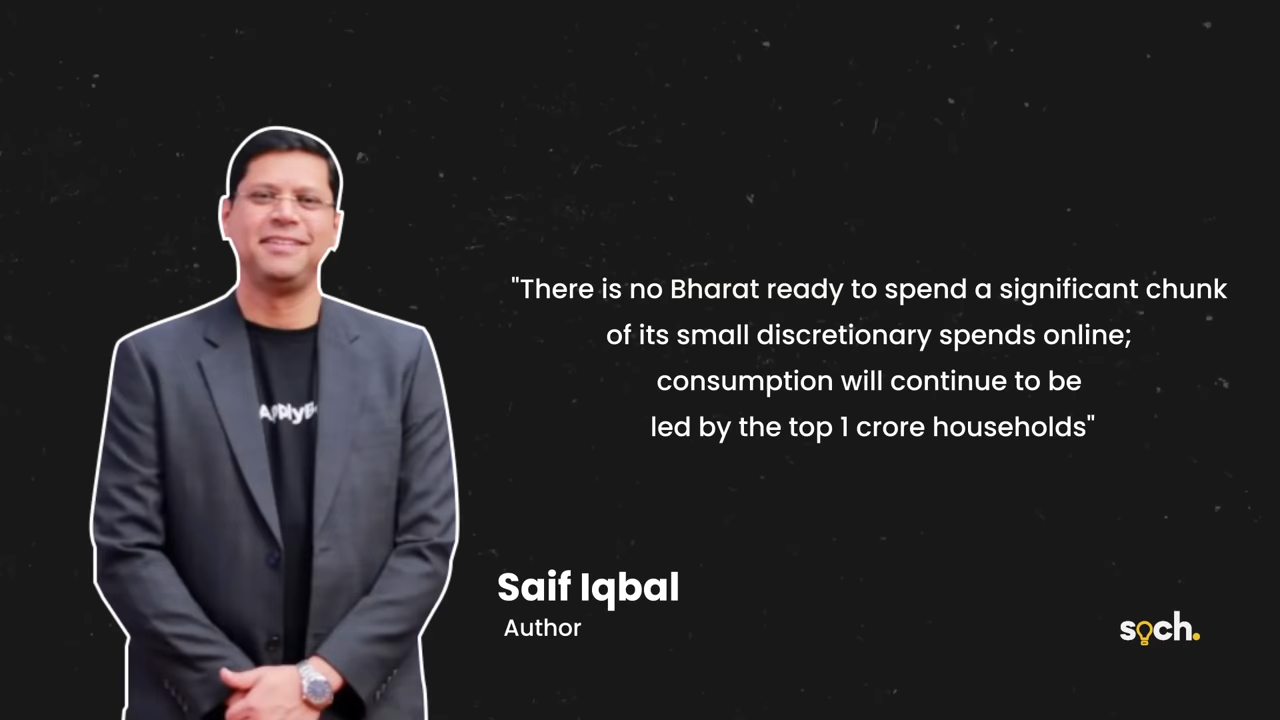 "There is no Bharat ready to spend a significant chunk
of its small discretionary spends online;
consumption will continue to be
led by the top 1 crore households"
Saif Iqbal
Author
soch.